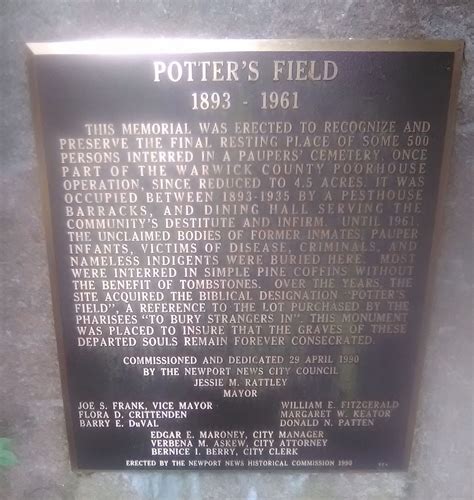 POTTER'S FIELD
1893 - 1961
THIS MEMORIAL WAS ERECTED TO RECOGNIZE AND
PRESERVE THE FINAL RESTING PLACE OF SOME 500
PERSONS INTERRED IN A PAUPERS' CEMETERY, ONCE
PART OF THE WARWICK COUNTY POORHOUSE
OPERATION, SINCE REDUCED TO 4.5 ACRES. IT WAS
OCCUPIED BETWEEN 1893-1935 BY A PESTHOUSE
BARRACKS, AND DINING HALL SERVING THE
COMMUNITY'S DESTITUTE AND INFIRM. UNTIL 1961,
THE UNCLAIMED BODIES OF FORMER INMATES, PAUPER
INFANTS, VICTIMS OF DISEASE, CRIMINALS, AND
NAMELESS INDIGENTS WERE BURIED HERE. MOST
WERE INTERRED IN SIMPLE PINE COFFINS WITHOUT
THE BENEFIT OF TOMBSTONES. OVER THE YEARS, THE
SITE ACQUIRED THE BIBLICAL DESIGNATION "POTTER'S
FIELD", A REFERENCE TO THE LOT PURCHASED BY THE
PHARISEES "TO BURY STRANGERS IN". THIS MONUMENT
WAS PLACED TO INSURE THAT THE GRAVES OF THESE
DEPARTED SOULS REMAIN FOREVER CONSECRATED.
COMMISSIONED AND DEDICATED 29 APRIL 1990
BY THE NEWPORT NEWS CITY COUNCIL
JESSIE M. RATTLEY
MAYOR
JOE S. FRANK, VICE MAYOR
FLORA D. CRITTENDEN
BARRY E. DuVAL
WILLIAM E. FITZGERALD
MARGARET W. KEATOR
DONALD N. PATTEN
EDGAR E. MARONEY, CITY MANAGER
VERBENA M. ASKEW, CITY ATTORNEY
BERNICE I. BERRY, CITY CLERK
ERECTED BY THE NEWPORT NEWS HISTORICAL COMMISSION 1990